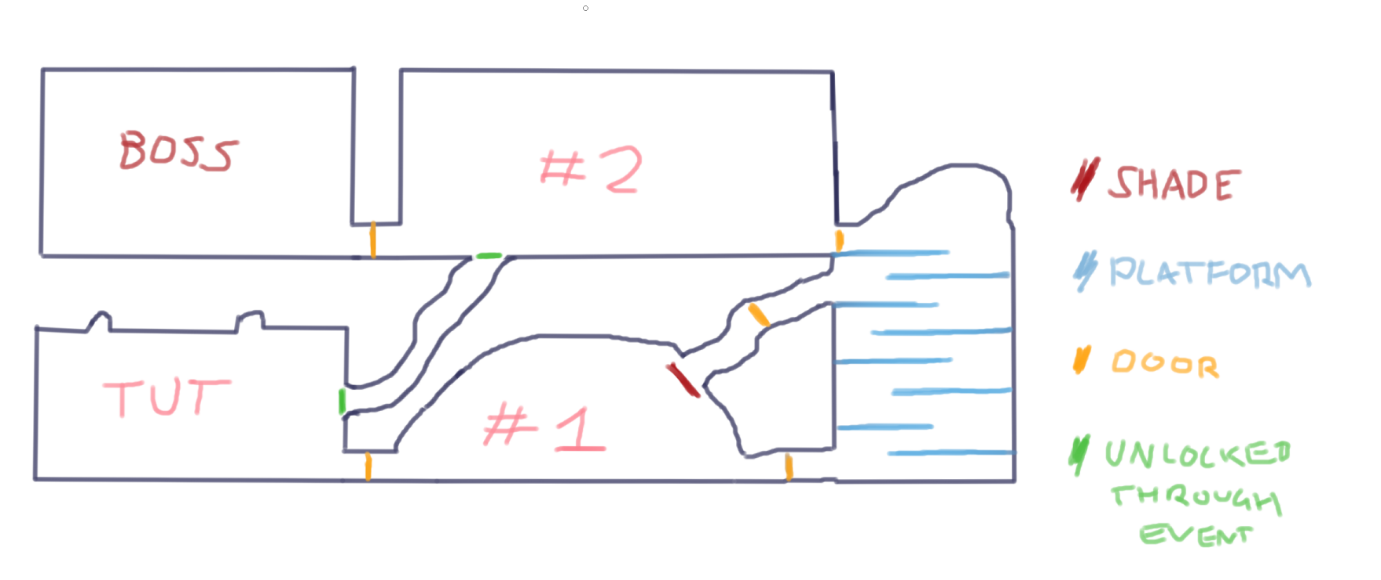 BOSS
#2
TUT
#1
SHADE
PLATFORM
DOOR
UNLOCKED
THROUGH
EVENT